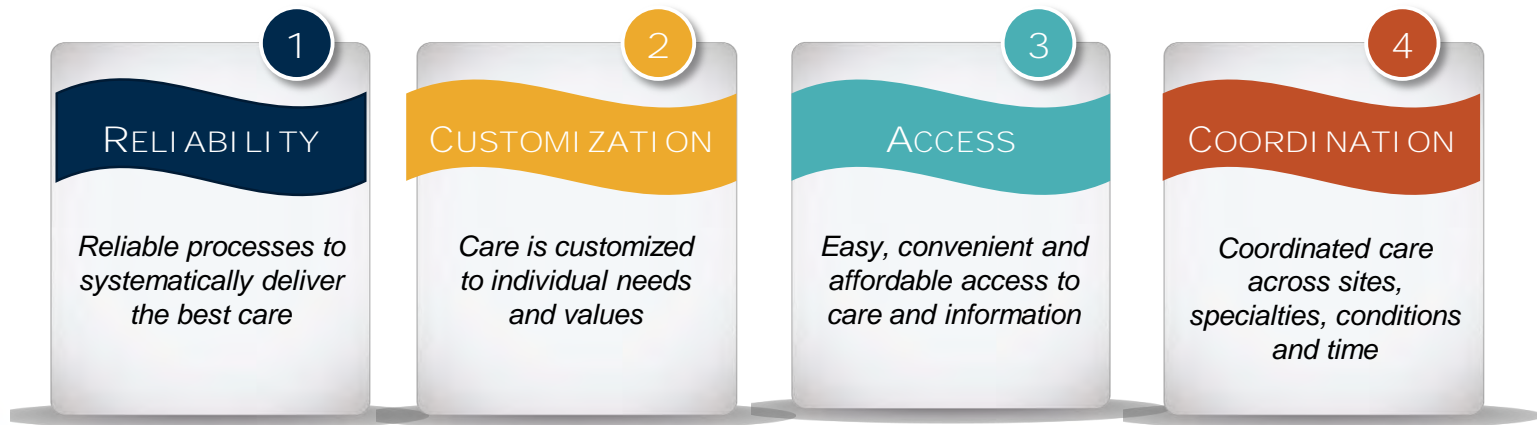 1
RELIABILITY
Reliable processes to
systematically deliver
the best care
2
CUSTOMIZATION
Care is customized
to individual needs
and values
3
ACCESS
Easy, convenient and
affordable access to
care and information
4
COORDINATION
Coordinated care
across sites,
specialties, conditions
and time